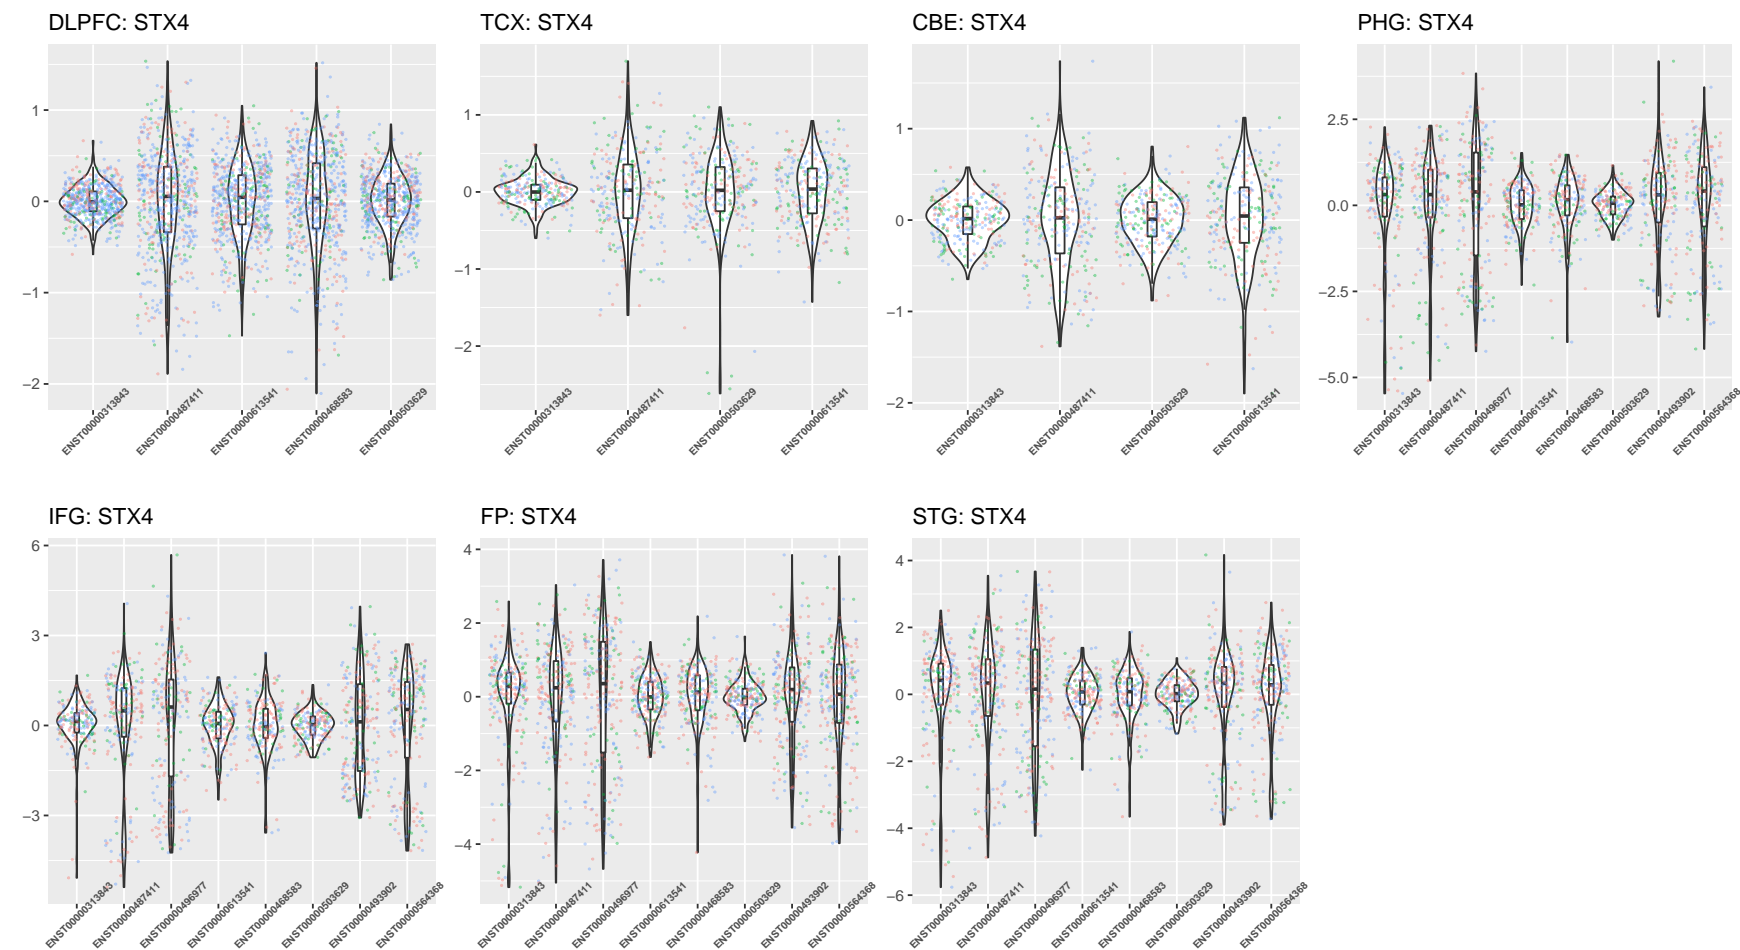 DLPFC: STX4
1
0
−1
−2
ENST00000313843
ENST00000487411
ENST00000613541
ENST00000468583
ENST00000503629
TCX: STX4
1
0
−1
−2
ENST00000313843
ENST00000487411
ENST00000503629
ENST00000613541
CBE: STX4
1
0
−1
−2
ENST00000313843
ENST00000487411
ENST00000503629
ENST00000613541
PHG: STX4
2.5
0.0
−2.5
−5.0
ENST00000313843
ENST00000487411
ENST00000496977
ENST00000613541
ENST00000468583
ENST00000503629
ENST00000493902
ENST00000564368
IFG: STX4
6
3
0
−3
ENST00000313843
ENST00000487411
ENST00000496977
ENST00000613541
ENST00000468583
ENST00000503629
ENST00000493902
ENST00000564368
FP: STX4
4
2
0
−2
−4
ENST00000313843
ENST00000487411
ENST00000496977
ENST00000613541
ENST00000468583
ENST00000503629
ENST00000493902
ENST00000564368
STG: STX4
4
2
0
−2
−4
−6
ENST00000313843
ENST00000487411
ENST00000496977
ENST00000613541
ENST00000468583
ENST00000503629
ENST00000493902
ENST00000564368